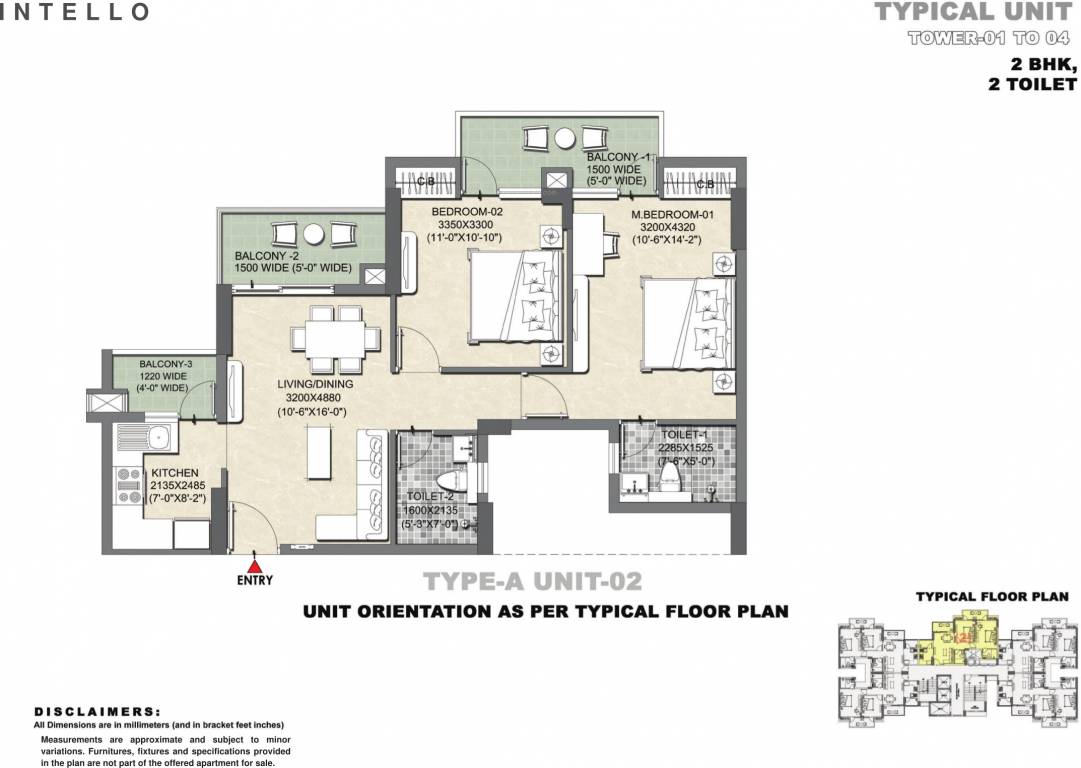 INTELLO
TYPICAL UNIT
TOWER-01 TO 04
2 BHK,
2 TOILET
BALCONY -1
1500 WIDE
(5'-0" WIDE)
C.B
C.B
BEDROOM-02
3350X3300
(11'-0"X10'-10")
M.BEDROOM-01
3200X4320
(10'-6"X14'-2")
BALCONY -2
1500 WIDE (5'-0" WIDE)
BALCONY-3
1220 WIDE
(4'-0" WIDE)
LIVING/DINING
3200X4880
(10'-6"X16'-0")
TOILET-1
2285X1525
(7'-6"X5'-0")
KITCHEN
2135X2485
(7'-0"X8'-2")
TOILET-2
1600X2135
(5'-3"X7'-0")
ENTRY
TYPE-A UNIT-02
UNIT ORIENTATION AS PER TYPICAL FLOOR PLAN
TYPICAL FLOOR PLAN
(2)
DISCLAIMERS:
All Dimensions are in millimeters (and in bracket feet inches)
Measurements are approximate and subject to minor
variations. Furnitures, fixtures and specifications provided
in the plan are not part of the offered apartment for sale.